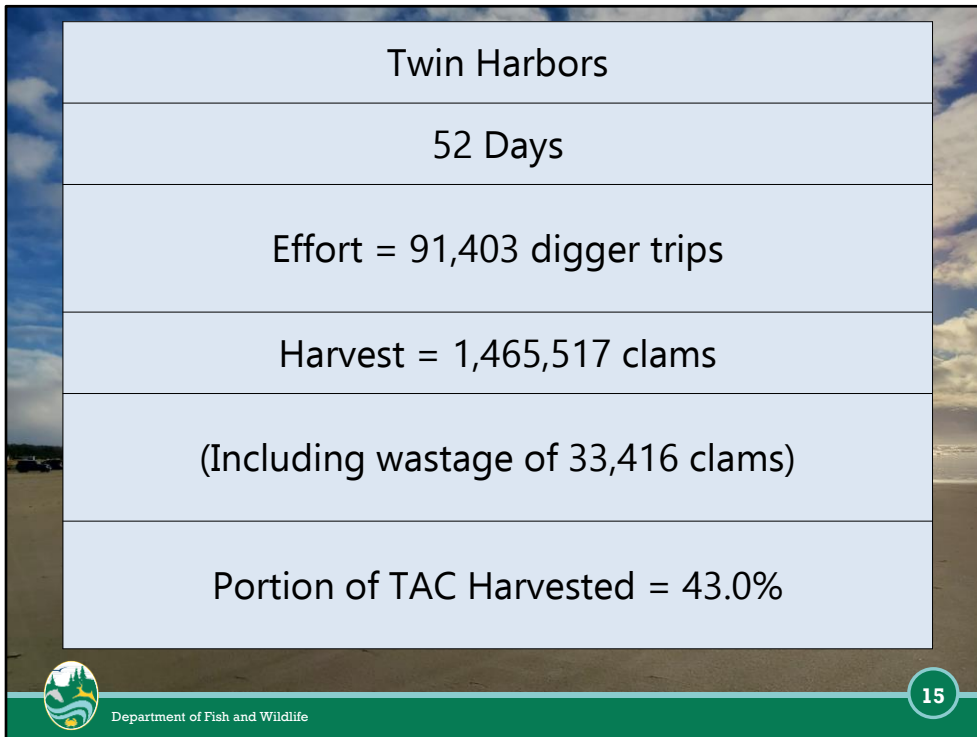 Twin Harbors
52 Days
Effort = 91,403 digger trips
Harvest = 1,465,517 clams
(Including wastage of 33,416 clams)
Portion of TAC Harvested = 43.0%
Department of Fish and Wildlife
15